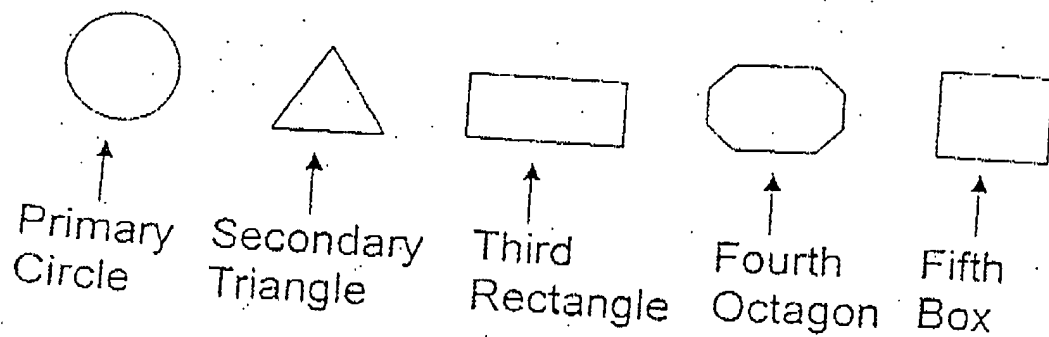 Primary
Circle
Secondary
Triangle
Third
Rectangle
Fourth
Octagon
Fifth
Box